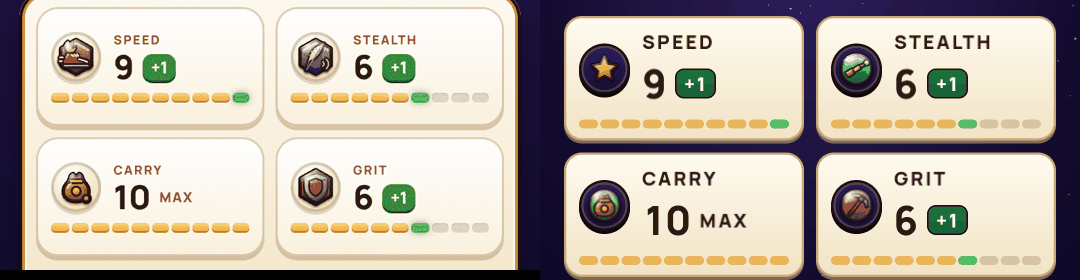 SPEED
9 +1
STEALTH
6 +1
CARRY
10 MAX
GRIT
6 +1
SPEED
9 +1
STEALTH
6 +1
CARRY
10 MAX
GRIT
6 +1